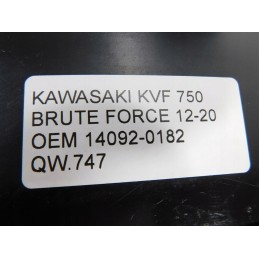 KAWASAKI KVF 750
BRUTE FORCE 12-20
OEM 14092-0182
QW.747